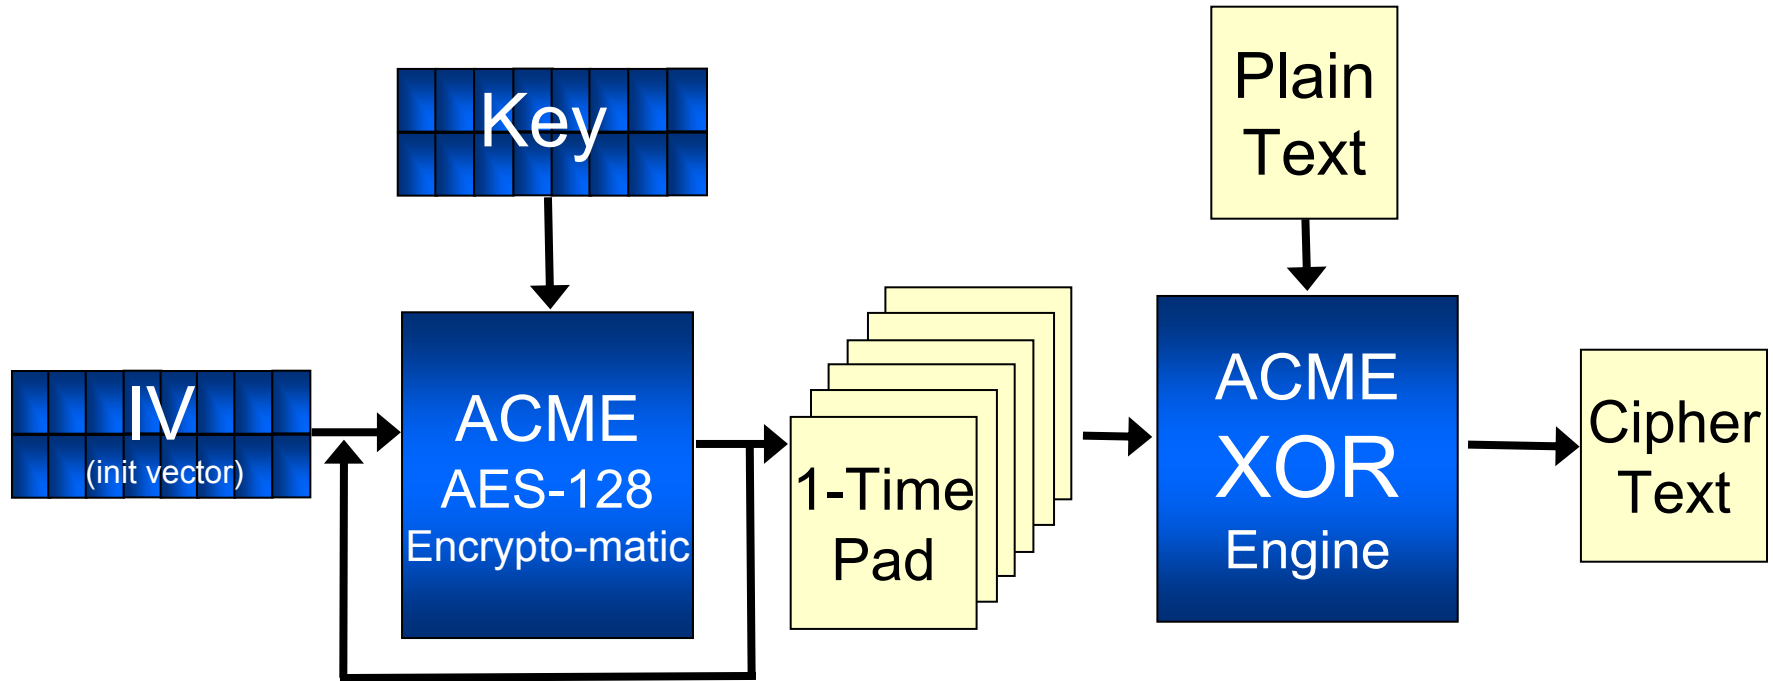 Key
Plain
Text
IV
(init vector)
ACME
AES-128
Encrypto-matic
1-Time
Pad
ACME
XOR
Engine
Cipher
Text